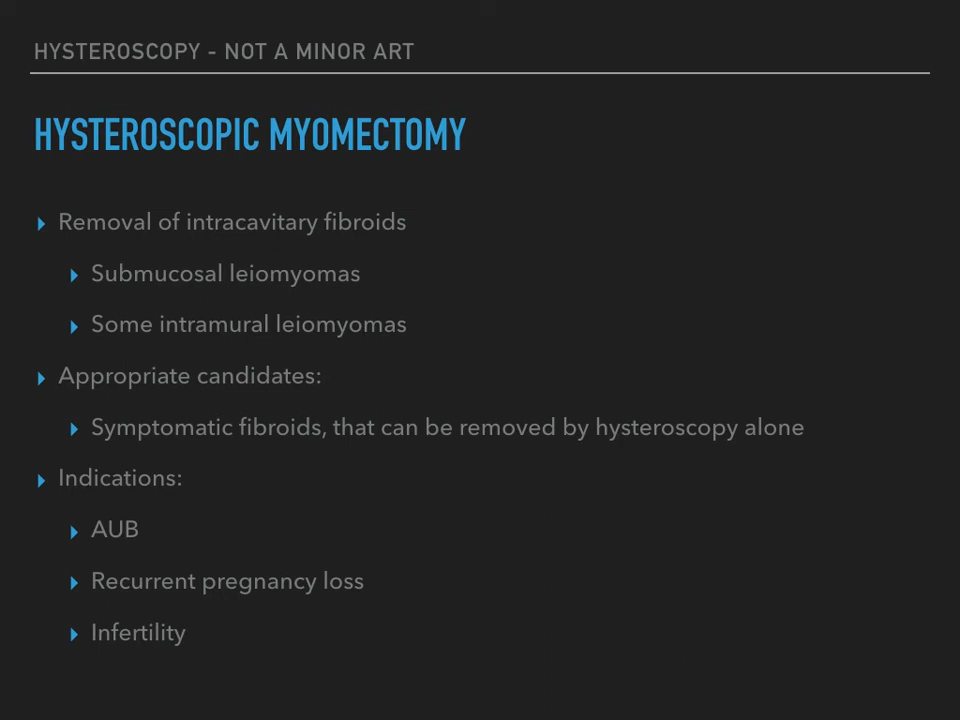 HYSTEROSCOPY - NOT A MINOR ART
HYSTEROSCOPIC MYOMECTOMY
Removal of intracavitary fibroids
Submucosal leiomyomas
Some intramural leiomyomas
Appropriate candidates:
Symptomatic fibroids, that can be removed by hysteroscopy alone
Indications:
AUB
Recurrent pregnancy loss
Infertility